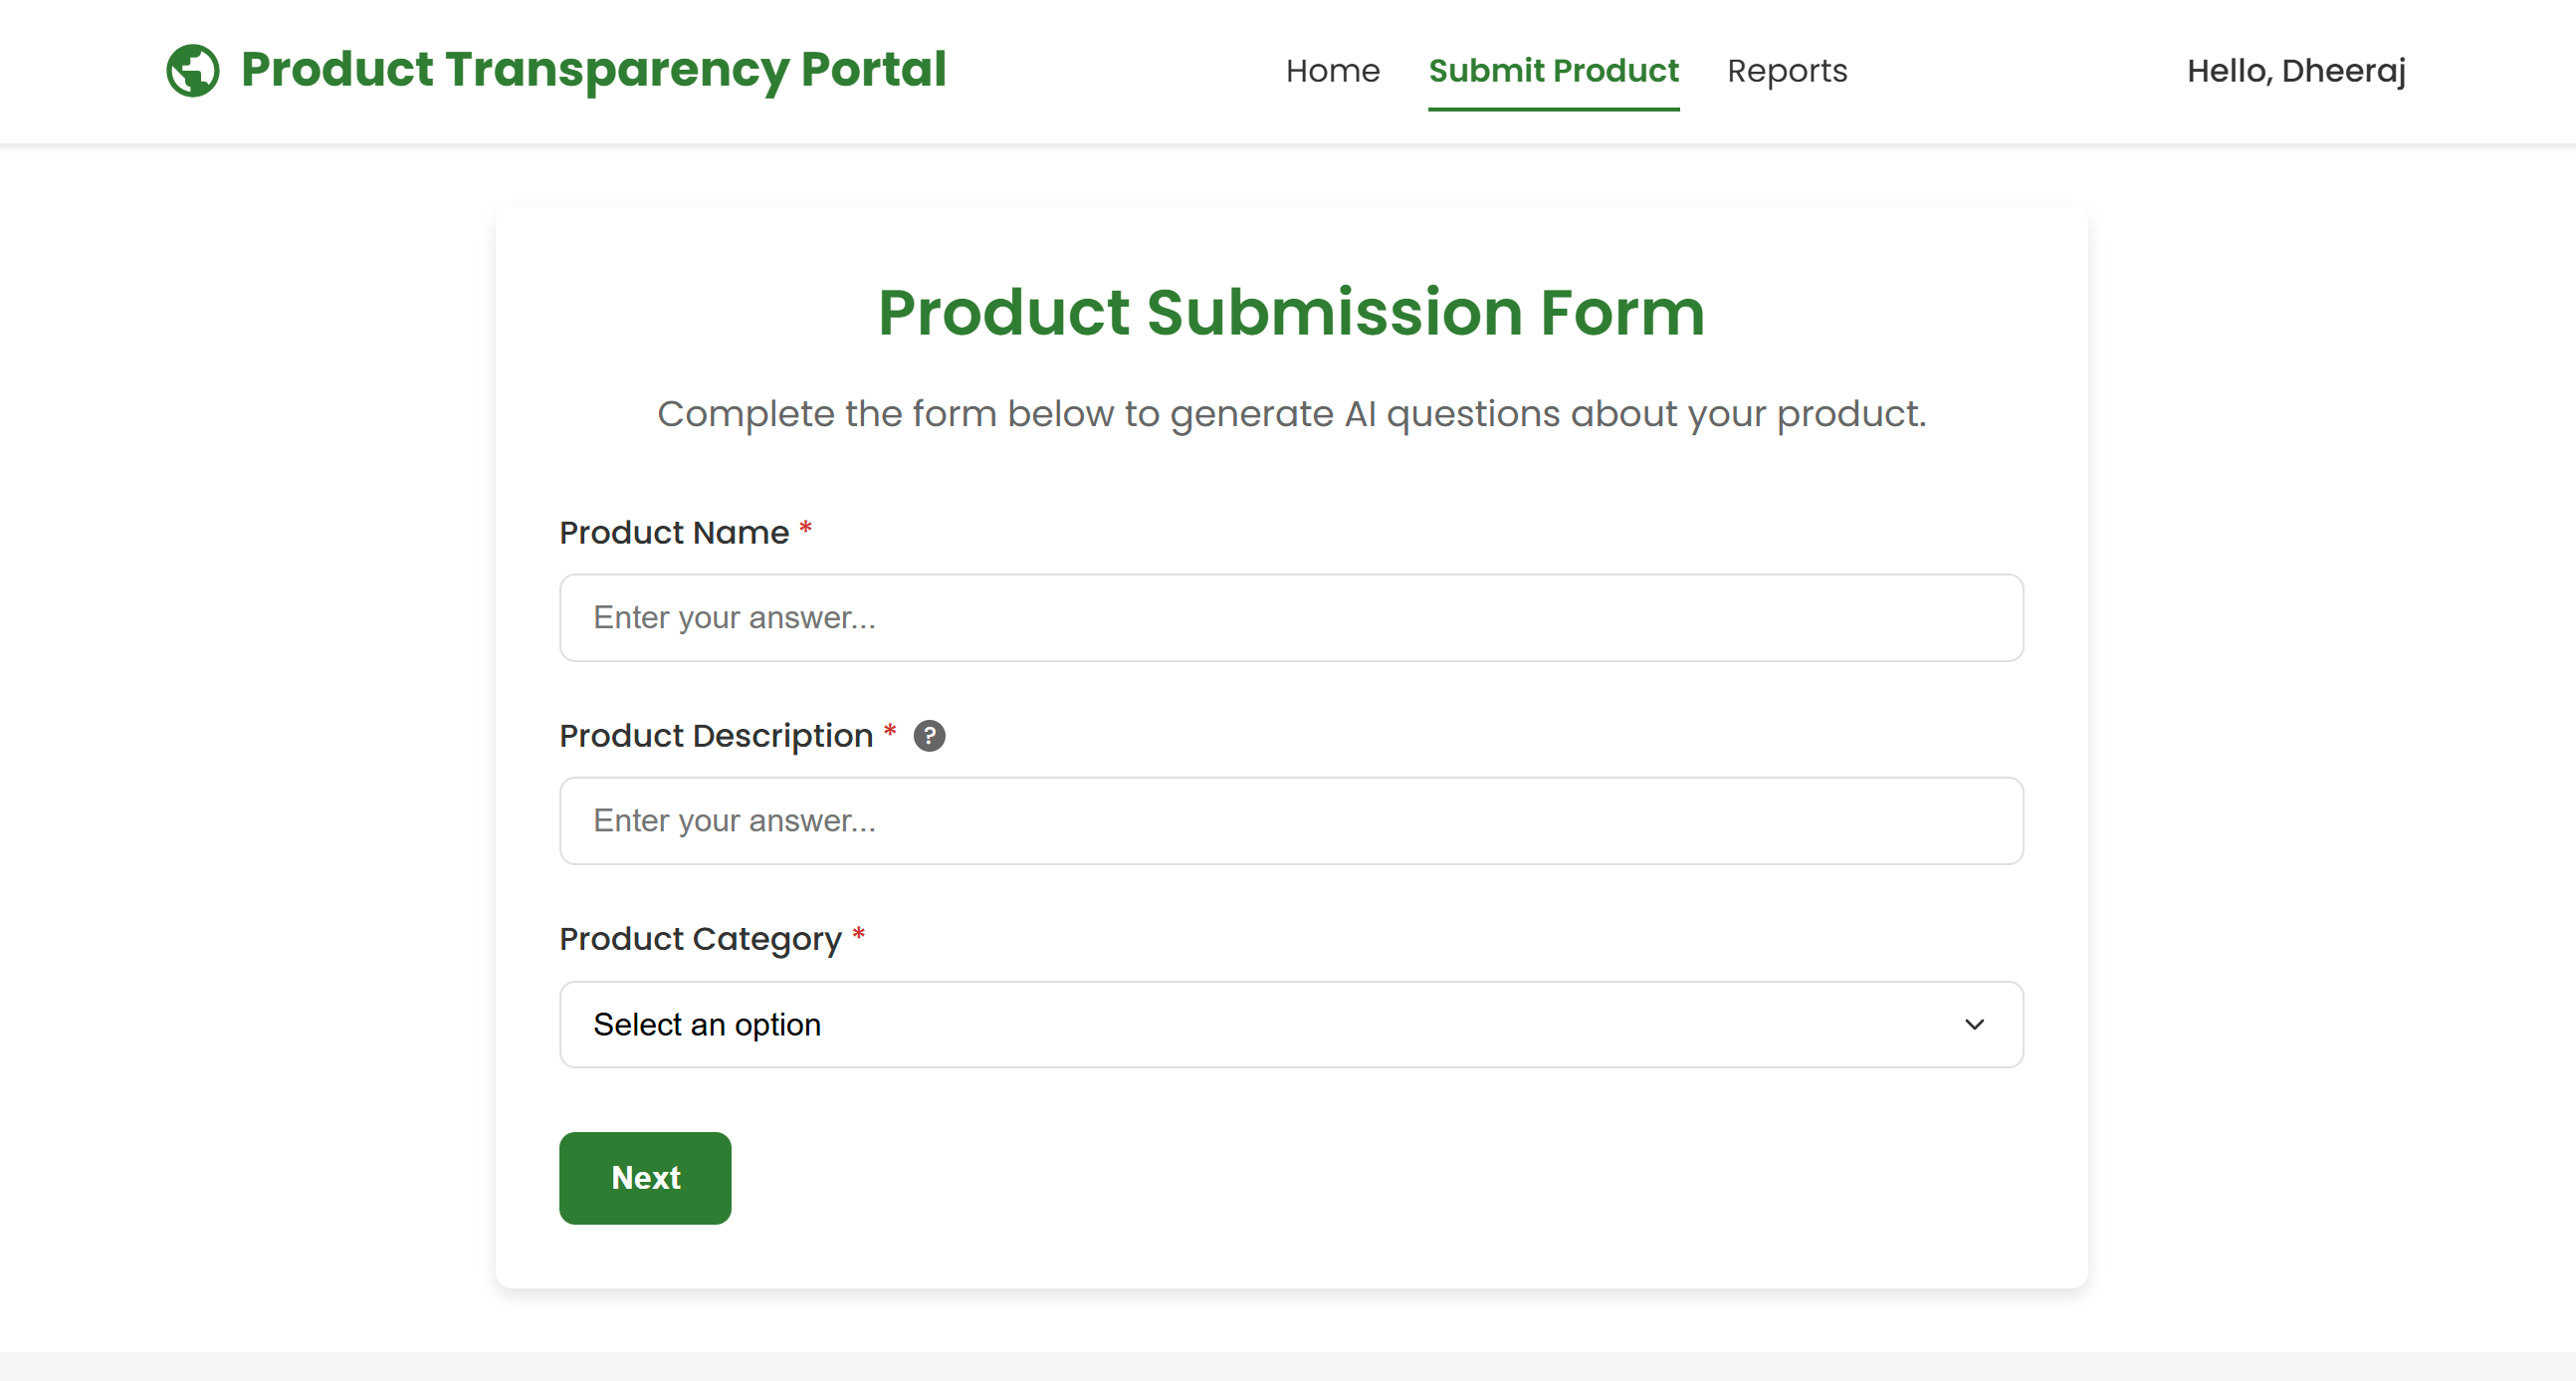 Product Transparency Portal
Home Submit Product Reports
Hello, Dheeraj
Product Submission Form
Complete the form below to generate AI questions about your product.
Product Name *
Enter your answer...
Product Description * ?
Enter your answer...
Product Category *
Select an option
Next